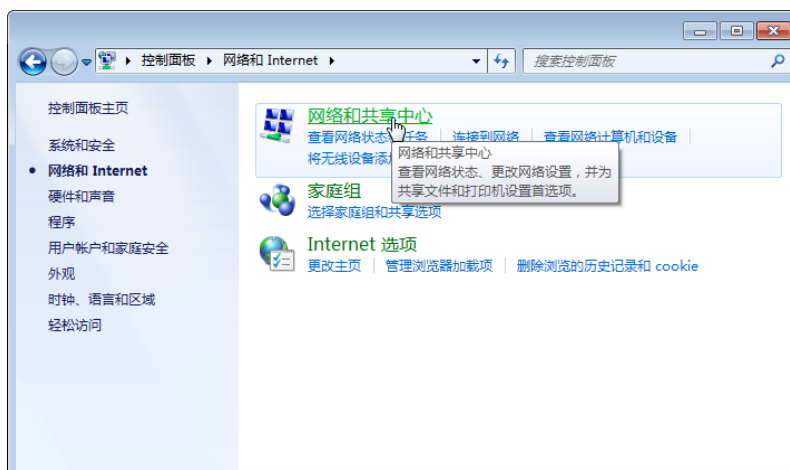 控制面板 网络和 Internet 搜索控制面板
控制面板主页
系统和安全
网络和 Internet
硬件和声音
程序
用户帐户和家庭安全
外观
时钟、语言和区域
轻松访问
网络和共享中心
查看网络状态 任务 连接到网络 查看网络计算机和设备
将无线设备添
网络和共享中心
查看网络状态、更改网络设置，并为
共享文件和打印机设置首选项。
家庭组
选择家庭组和共享选项
Internet 选项
更改主页 管理浏览器加载项 删除浏览的历史记录和 cookie